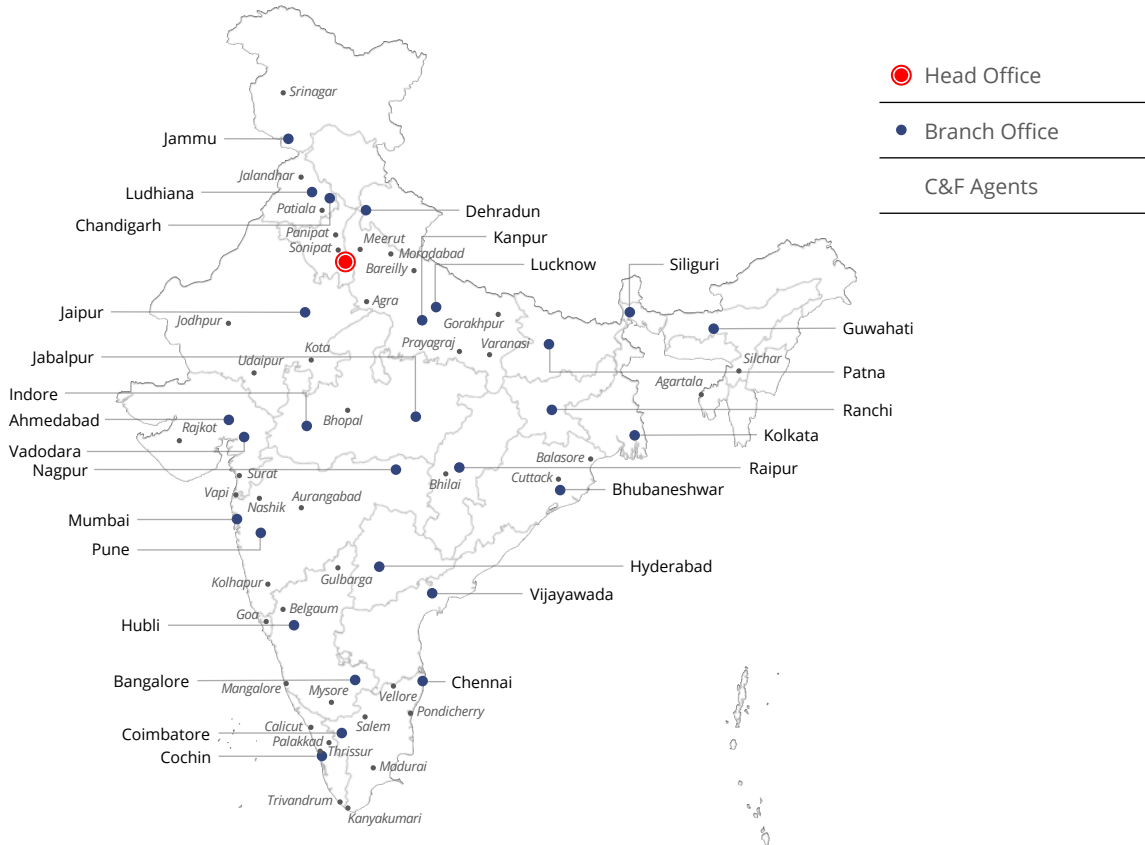 Head Office
Branch Office
C&F Agents
Srinagar
Jammu
Jalandhar
Ludhiana
Patiala
Chandigarh
Dehradun
Panipat
Kanpur
Sonipat
Meerut
Moradabad
Bareilly
Lucknow
Siliguri
Agra
Jaipur
Jodhpur
Gorakhpur
Guwahati
Jabalpur
Kota
Prayagraj
Varanasi
Udaipur
Silchar
Patna
Agartala
Indore
Ahmedabad
Bhopal
Ranchi
Rajkot
Kolkata
Vadodara
Nagpur
Surat
Balasore
Raipur
Bhilai
Cuttack
Vapi
Nashik
Aurangabad
Bhubaneshwar
Mumbai
Pune
Hyderabad
Gulbarga
Kolhapur
Vijayawada
Belgaum
Goa
Hubli
Bangalore
Mangalore
Mysore
Vellore
Chennai
Pondicherry
Calicut
Salem
Coimbatore
Palakkad
Thrissur
Cochin
Madurai
Trivandrum
Kanyakumari